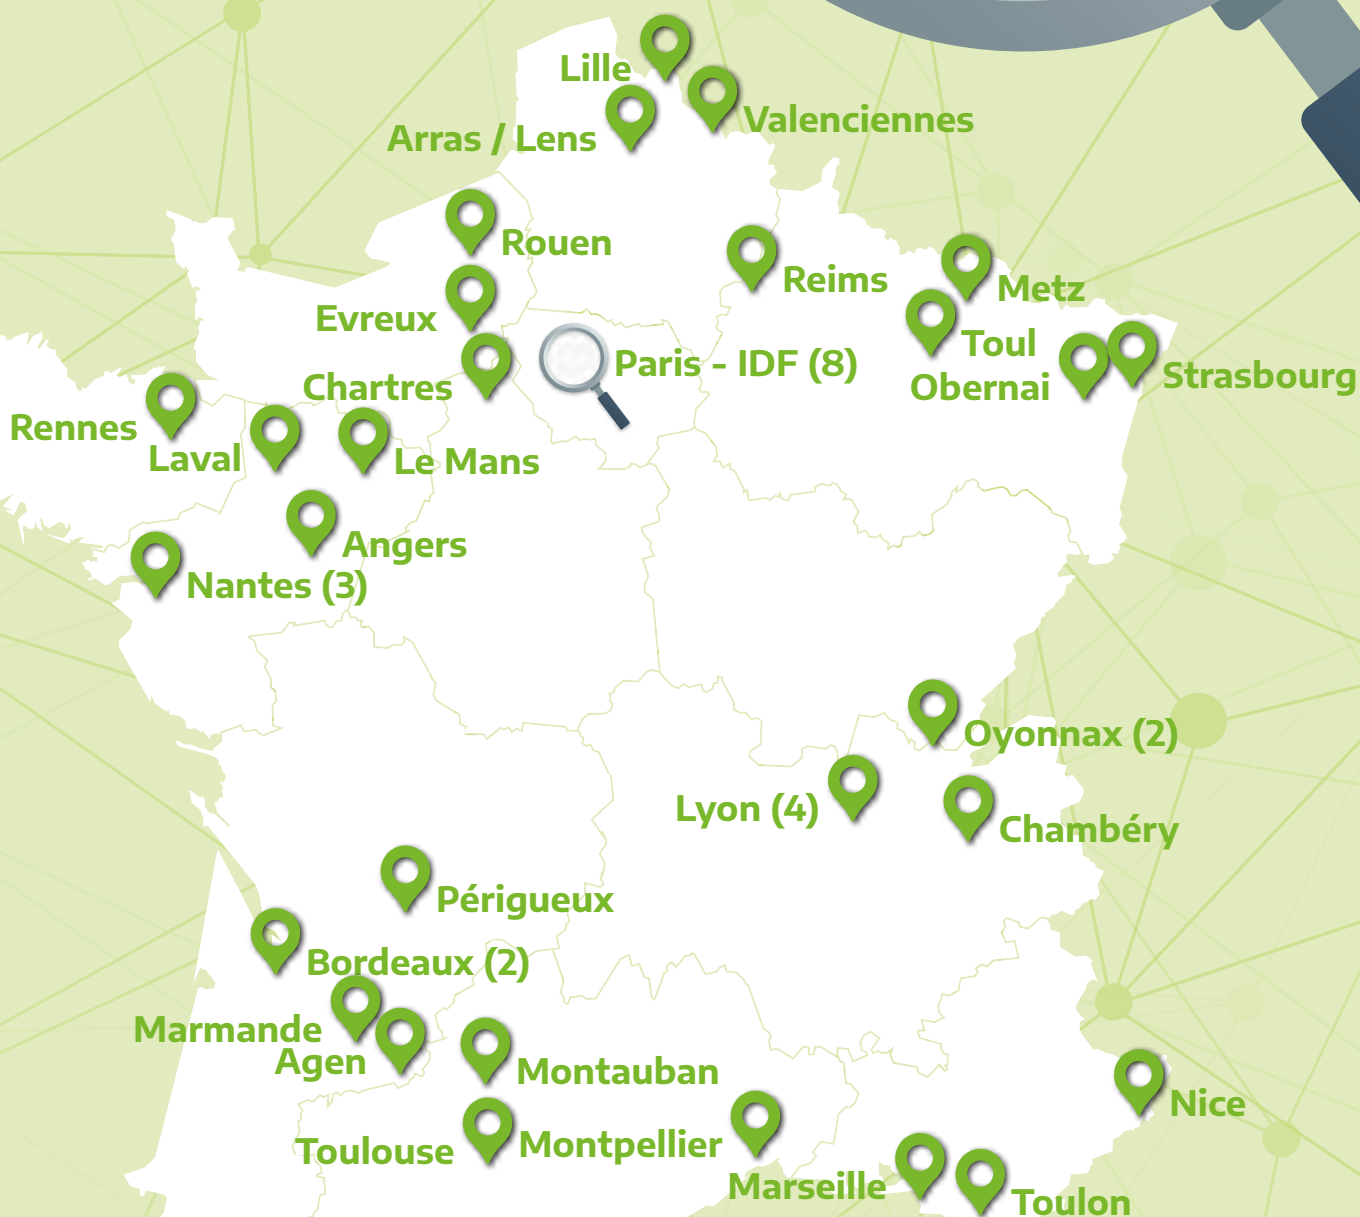 Lille
Valenciennes
Arras / Lens
Rouen
Reims
Metz
Evreux
Toul
Paris - IDF (8)
Strasbourg
Chartres
Obernai
Rennes
Laval
Le Mans
Angers
Nantes (3)
Oyonnax (2)
Lyon (4)
Chambéry
Périgueux
Bordeaux (2)
Marmande
Agen
Montauban
Nice
Montpellier
Toulouse
Marseille
Toulon